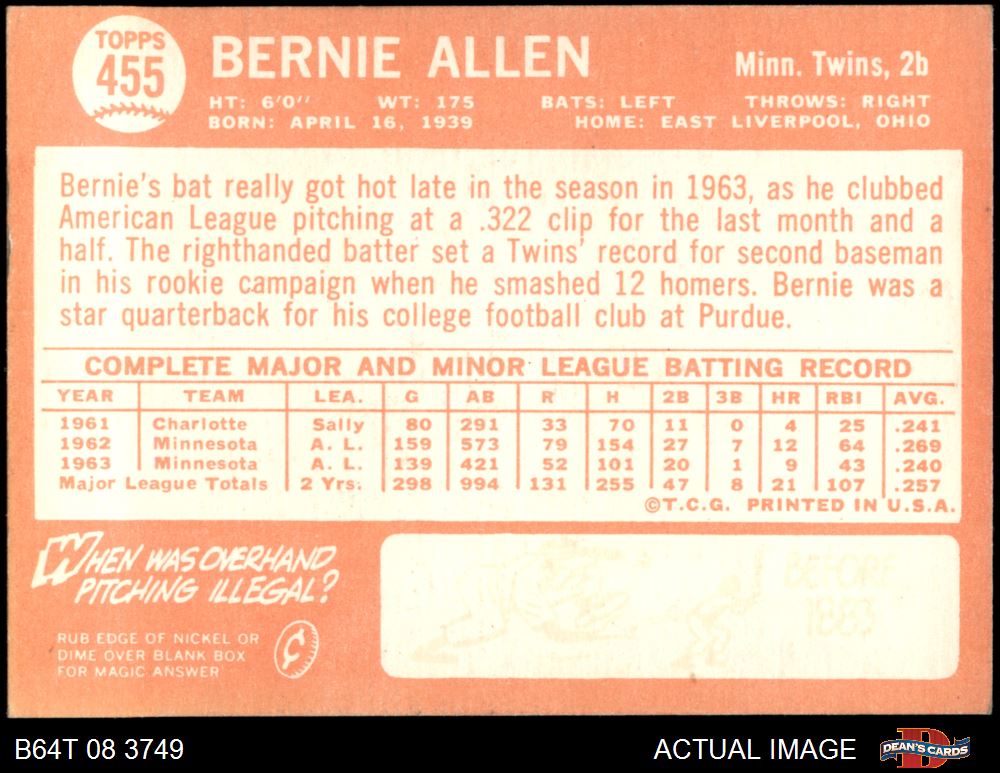 TOPPS
455
BERNIE ALLEN
Minn. Twins, 2b
HT: 6'0" WT: 175 BATS: LEFT THROWS: RIGHT
BORN: APRIL 16, 1939 HOME: EAST LIVERPOOL, OHIO
Bernie's bat really got hot late in the season in 1963, as he clubbed
American League pitching at a .322 clip for the last month and a
half. The righthanded batter set a Twins' record for second baseman
in his rookie campaign when he smashed 12 homers. Bernie was a
star quarterback for his college football club at Purdue.
COMPLETE MAJOR AND MINOR LEAGUE BATTING RECORD
YEAR TEAM LEA. G AB R H 2B 3B HR RBI AVG.
1961 Charlotte Sally 80 291 33 70 11 0 4 25 .241
1962 Minnesota A. L. 159 573 79 154 27 7 12 64 .269
1963 Minnesota A. L. 139 421 52 101 20 1 9 43 .240
Major League Totals 2 Yrs. 298 994 131 255 47 8 21 107 .257
©T.C.G. PRINTED IN U.S.A.
WHEN WAS OVERHAND
PITCHING ILLEGAL?
RUB EDGE OF NICKEL OR
DIME OVER BLANK BOX
FOR MAGIC ANSWER
¢
BEFORE
1883
B64T 08 3749
ACTUAL IMAGE
DEAN'S CARDS